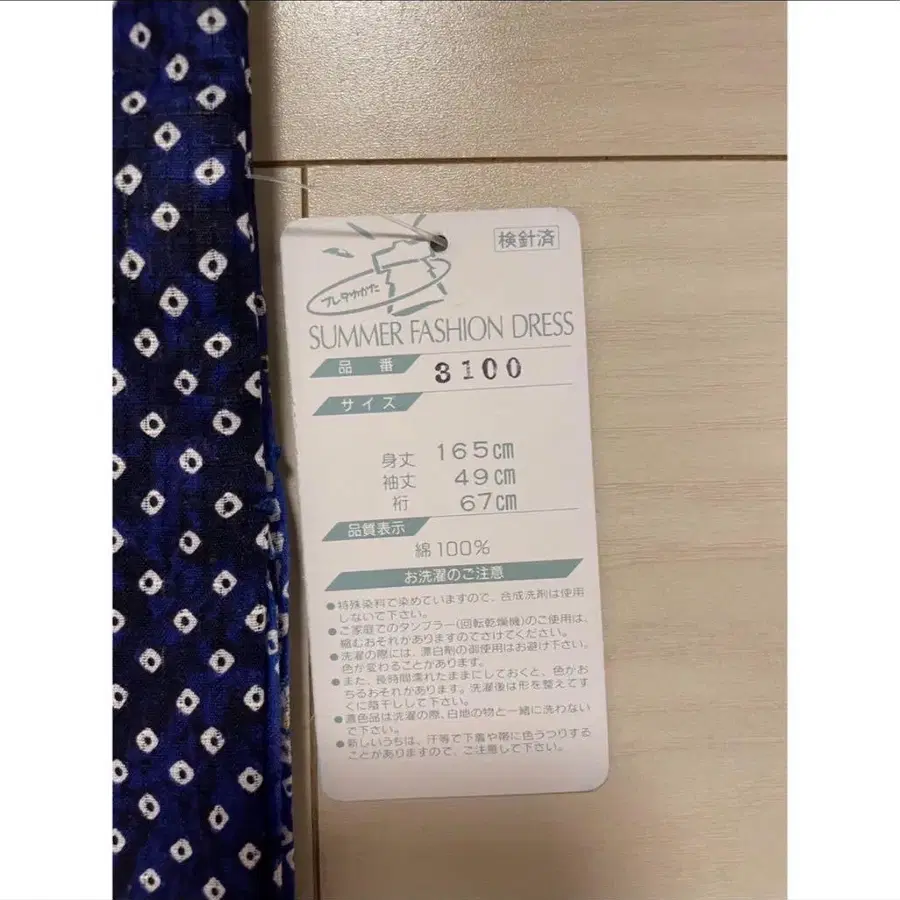 検針済
プレタゆかた
SUMMER FASHION DRESS
品番 3100
サイズ
身丈 165cm
袖丈 49cm
裄 67cm
品質表示
綿100%
お洗濯のご注意
●特殊染料で染めていますので、合成洗剤は使用
しないで下さい。
●ご家庭でのタンブラー(回転乾燥機)のご使用は、
縮むおそれがありますのでさけてください。
●洗濯の際には、漂白剤の御使用はお避け下さい。
色が変わることがあります。
●また、長時間濡れたままにしておくと、色がお
ちるおそれがあります。洗濯後は形を整えてす
ぐに陰干しして下さい。
●濃色品は洗濯の際、白地の物と一緒に洗わない
で下さい。
●新しいうちは、汗等で下着や帯に色うつりする
ことがありますので、ご注意して下さい。